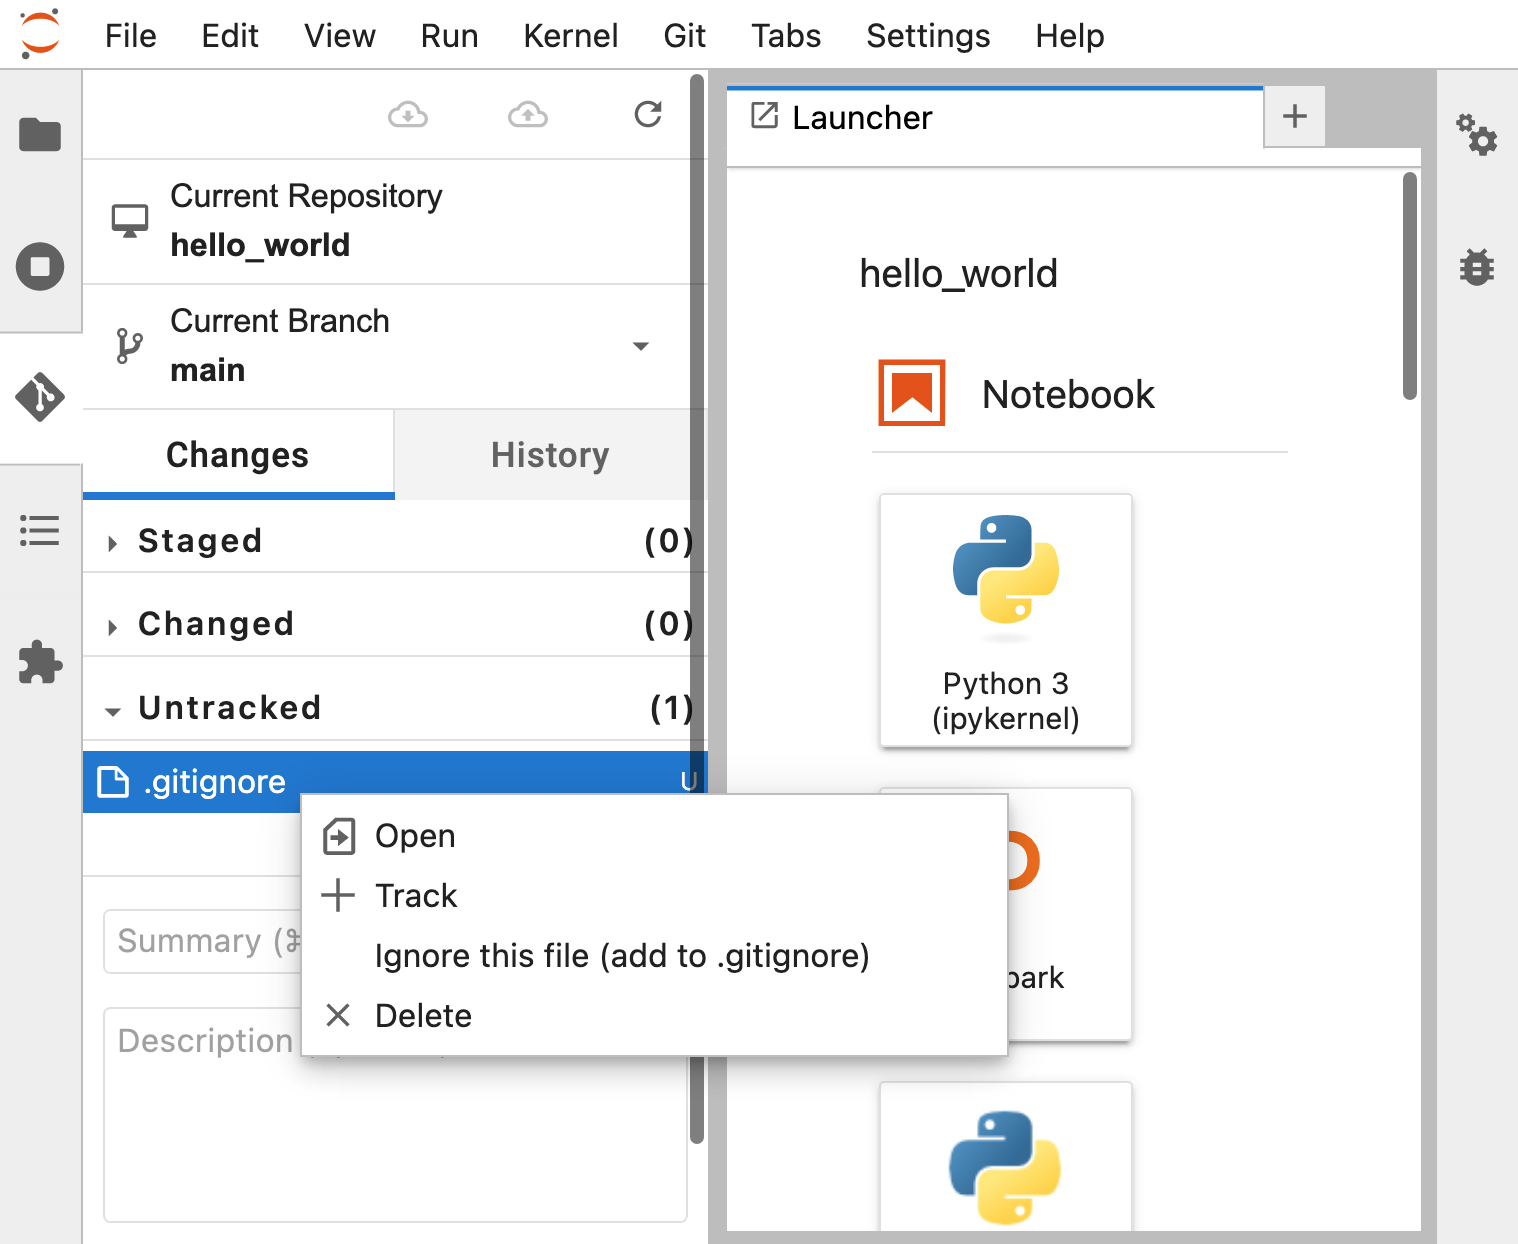 File Edit View Run Kernel Git Tabs Settings Help
Current Repository
hello_world
Current Branch
main
Changes History
Staged (0)
Changed (0)
Untracked (1)
.gitignore U
Open
Track
Ignore this file (add to .gitignore)
Delete
Summary (⌘
Description
Launcher
hello_world
Notebook
Python 3
(ipykernel)